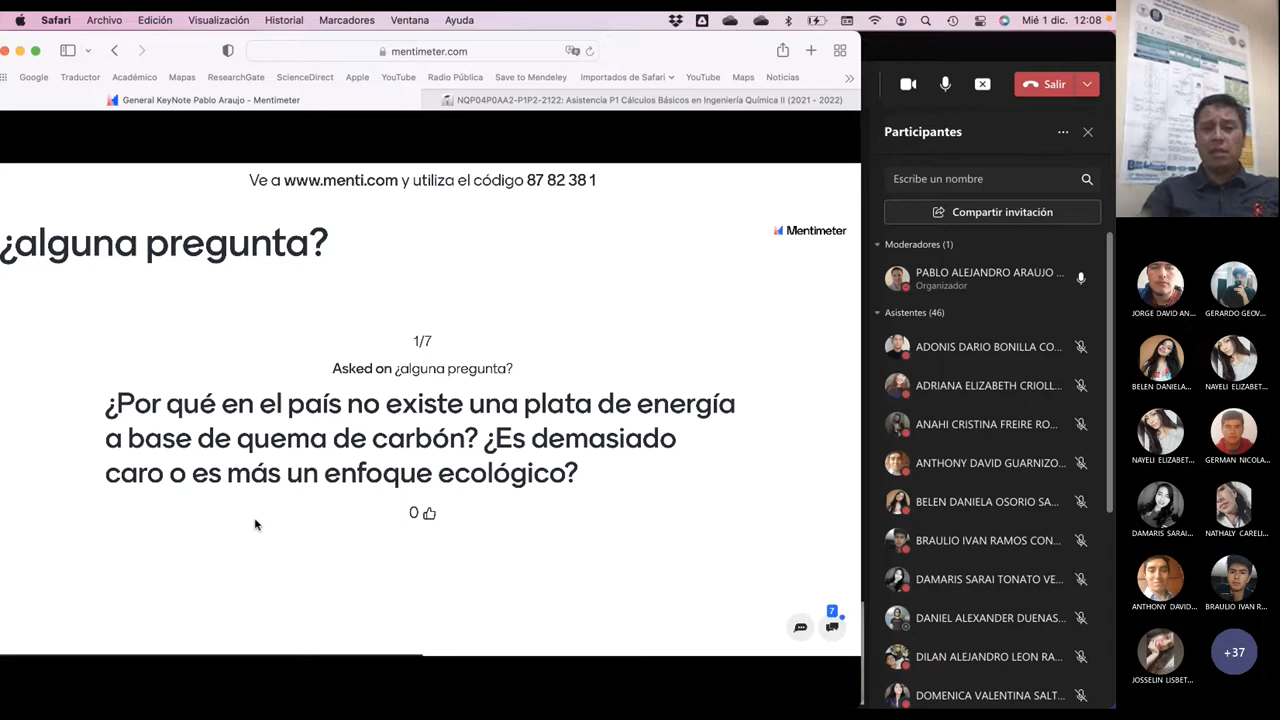 Safari Archivo Edición Visualización Historial Marcadores Ventana Ayuda Mié 1 dic. 12:08
mentimeter.com
Google Traductor Académico Mapas ResearchGate ScienceDirect Apple YouTube Radio Pública Save to Mendeley Importados de Safari YouTube Maps Noticias
General KeyNote Pablo Araujo - Mentimeter
NQP04P0AA2-P1P2-2122: Asistencia P1 Cálculos Básicos en Ingeniería Química II (2021 - 2022)
Ve a www.menti.com y utiliza el código 87 82 38 1
Mentimeter
¿alguna pregunta?
1/7
Asked on ¿alguna pregunta?
¿Por qué en el país no existe una plata de energía
a base de quema de carbón? ¿Es demasiado
caro o es más un enfoque ecológico?
0
7
Salir
Participantes
Escribe un nombre
Compartir invitación
Moderadores (1)
PABLO ALEJANDRO ARAUJO ...
Organizador
Asistentes (46)
ADONIS DARIO BONILLA CO...
ADRIANA ELIZABETH CRIOLL...
ANAHI CRISTINA FREIRE RO...
ANTHONY DAVID GUARNIZO...
BELEN DANIELA OSORIO SA...
BRAULIO IVAN RAMOS CON...
DAMARIS SARAI TONATO VE...
DANIEL ALEXANDER DUENAS...
DILAN ALEJANDRO LEON RA...
DOMENICA VALENTINA SALT...
JORGE DAVID AN... GERARDO GEOV...
BELEN DANIELA... NAYELI ELIZABET...
NAYELI ELIZABET... GERMAN NICOLA...
DAMARIS SARAI... NATHALY CARELI...
ANTHONY DAVID... BRAULIO IVAN R...
JOSSELIN LISBET... +37